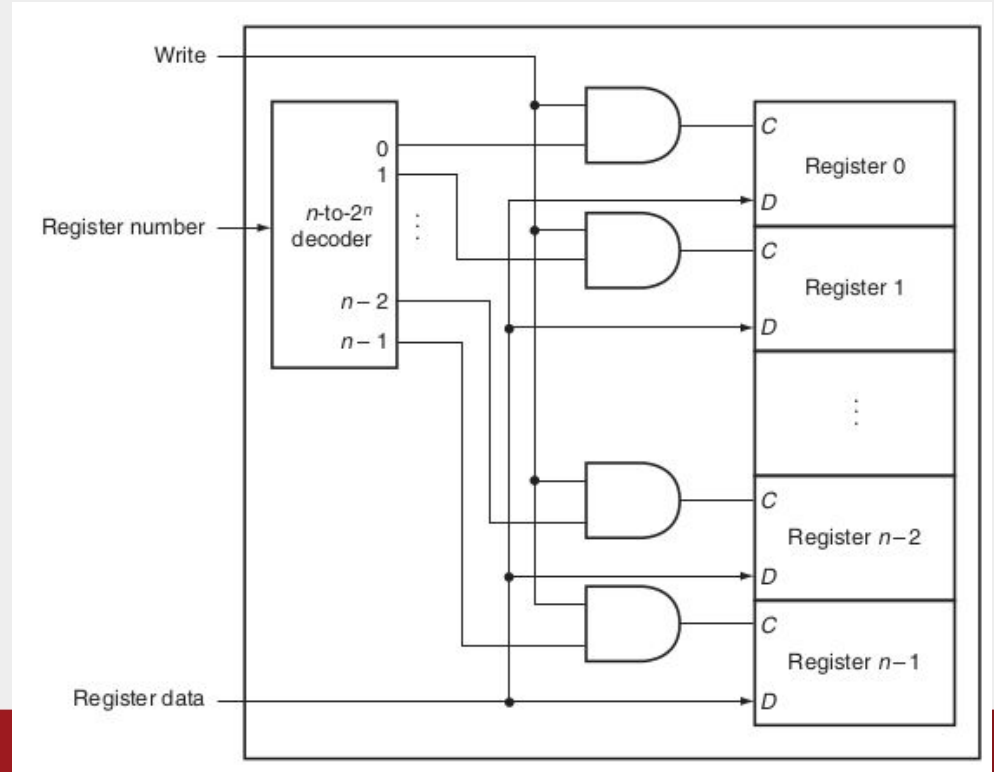 Write
0
1
n-to-2ⁿ
decoder
⋮
n – 2
n – 1
Register number
Register data
C
Register 0
D
C
Register 1
D
⋮
C
Register n–2
D
C
Register n–1
D